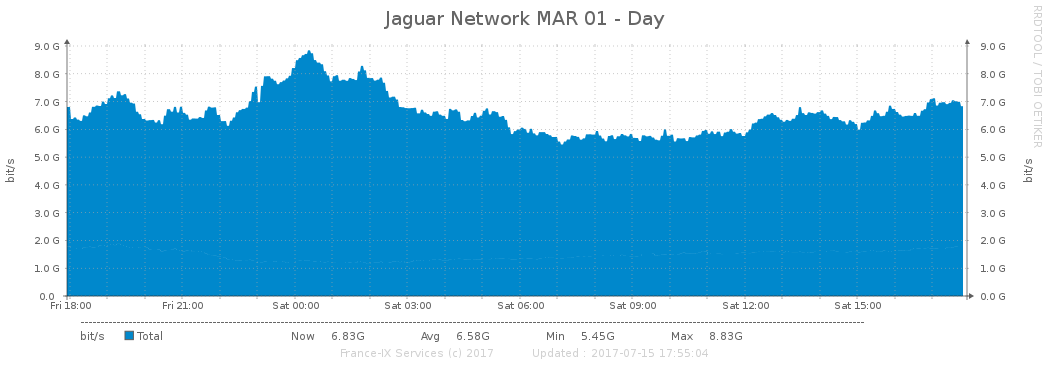 Jaguar Network MAR 01 - Day
RRDTOOL / TOBI OETIKER
9.0 G 9.0 G
8.0 G 8.0 G
7.0 G 7.0 G
6.0 G 6.0 G
5.0 G 5.0 G
4.0 G 4.0 G
3.0 G 3.0 G
2.0 G 2.0 G
1.0 G 1.0 G
0.0 0.0 G
bit/s bit/s
Fri 18:00 Fri 21:00 Sat 00:00 Sat 03:00 Sat 06:00 Sat 09:00 Sat 12:00 Sat 15:00
bit/s Total Now 6.83G Avg 6.58G Min 5.45G Max 8.83G
France-IX Services (c) 2017 Updated : 2017-07-15 17:55:04